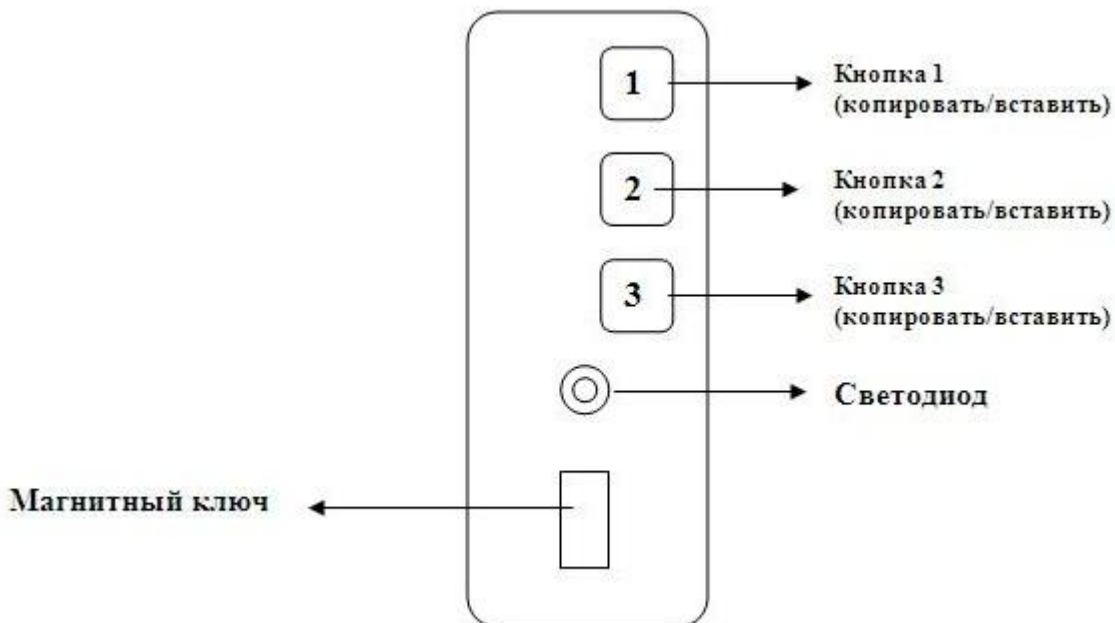 1
Кнопка 1
(копировать/вставить)
2
Кнопка 2
(копировать/вставить)
3
Кнопка 3
(копировать/вставить)
Светодиод
Магнитный ключ